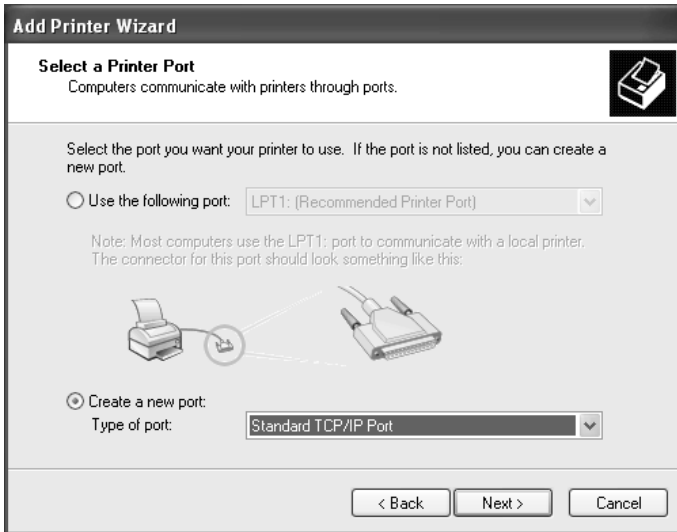 Add Printer Wizard
Select a Printer Port
Computers communicate with printers through ports.
Select the port you want your printer to use. If the port is not listed, you can create a
new port.
Use the following port: LPT1: (Recommended Printer Port)
Note: Most computers use the LPT1: port to communicate with a local printer.
The connector for this port should look something like this:
Create a new port:
Type of port: Standard TCP/IP Port
< Back Next > Cancel